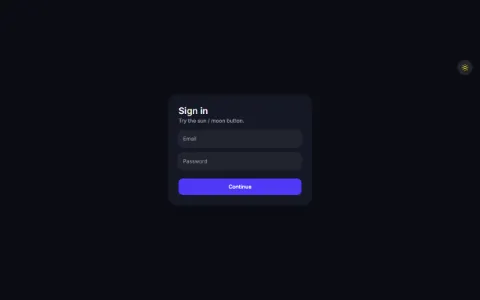 Sign in
Try the sun / moon button.
Email
Password
Continue